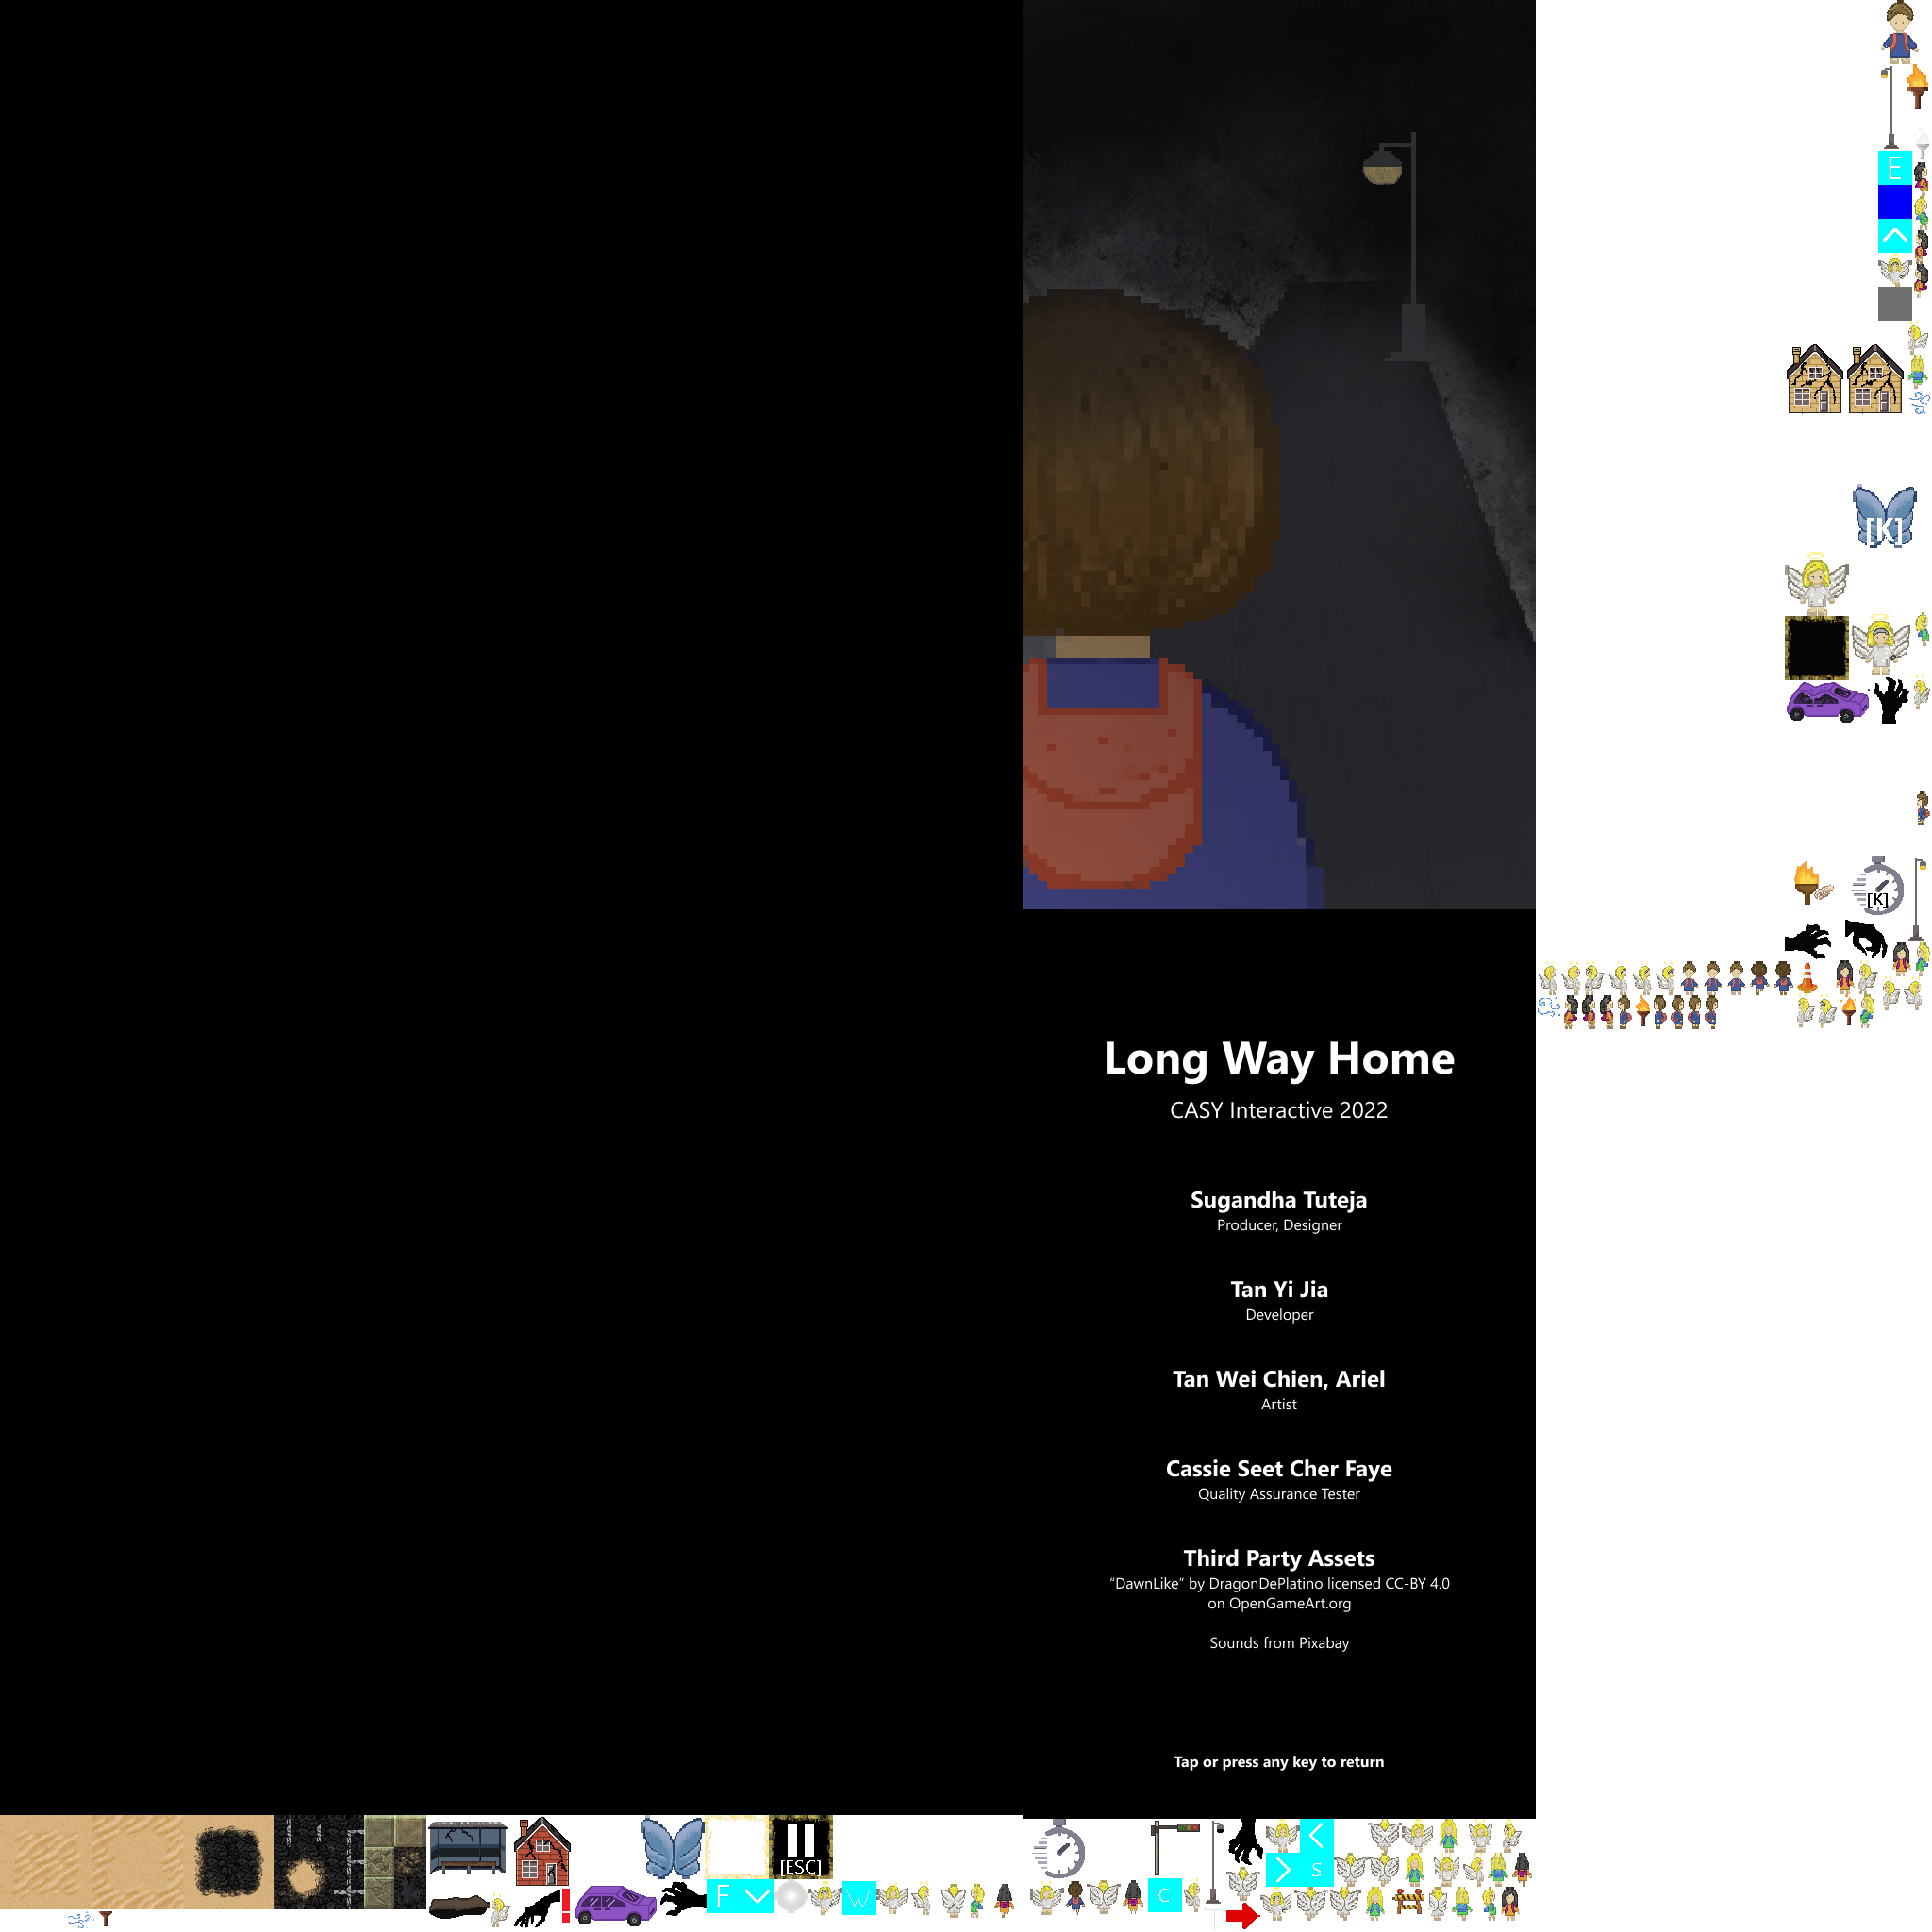 E
[K]
[K]
Long Way Home
CASY Interactive 2022
Sugandha Tuteja
Producer, Designer
Tan Yi Jia
Developer
Tan Wei Chien, Ariel
Artist
Cassie Seet Cher Faye
Quality Assurance Tester
Third Party Assets
“DawnLike” by DragonDePlatino licensed CC-BY 4.0
on OpenGameArt.org
Sounds from Pixabay
Tap or press any key to return
[ESC]
F
W
C
S
!